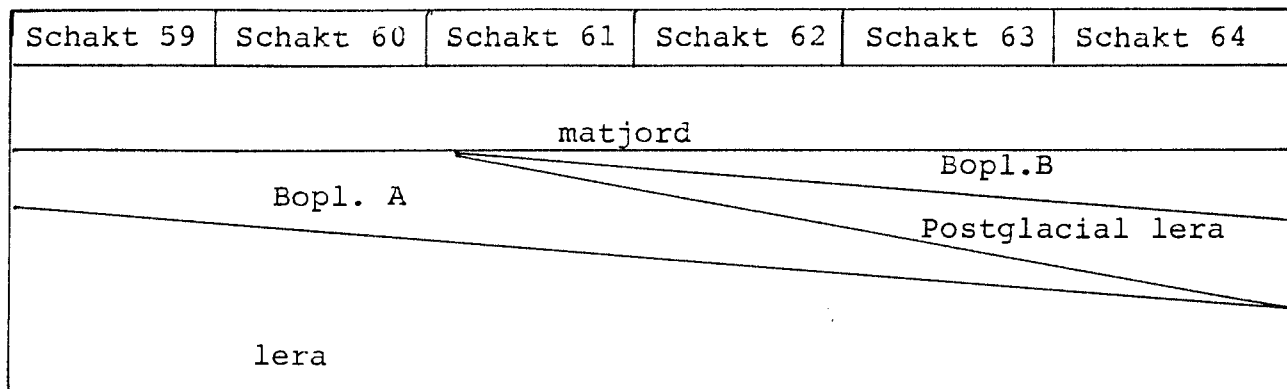 Schakt 59 Schakt 60 Schakt 61 Schakt 62 Schakt 63 Schakt 64
matjord
Bopl.B
Bopl. A
Postglacial lera
lera